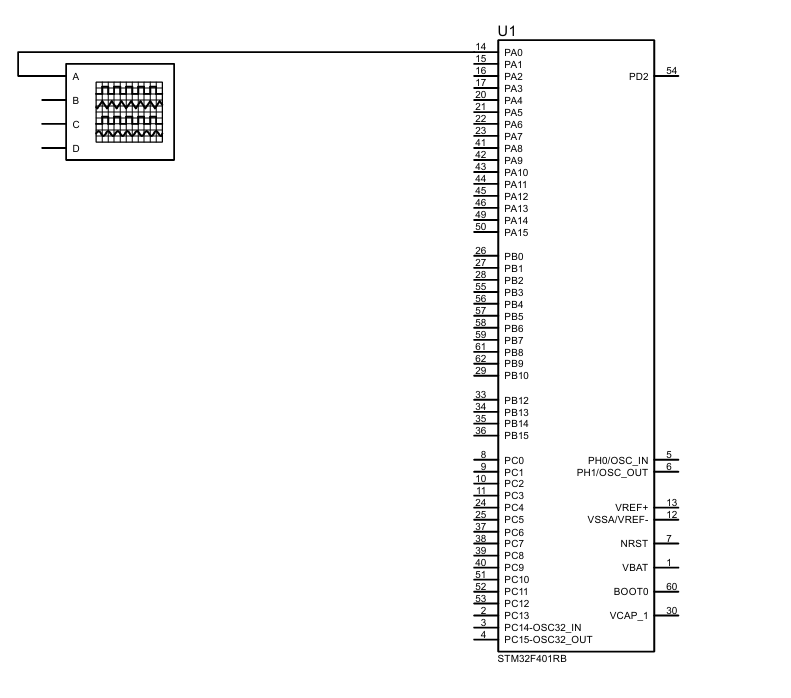 U1
14 PA0
15 PA1
16 PA2 PD2 54
17 PA3
20 PA4
21 PA5
22 PA6
23 PA7
41 PA8
42 PA9
43 PA10
44 PA11
45 PA12
46 PA13
49 PA14
50 PA15
A
B
C
D
26 PB0
27 PB1
28 PB2
55 PB3
56 PB4
57 PB5
58 PB6
59 PB7
61 PB8
62 PB9
29 PB10
33 PB12
34 PB13
35 PB14
36 PB15
8 PC0 PH0/OSC_IN 5
9 PC1 PH1/OSC_OUT 6
10 PC2
11 PC3
24 PC4 VREF+ 13
25 PC5 VSSA/VREF- 12
37 PC6
38 PC7 NRST 7
39 PC8
40 PC9 VBAT 1
51 PC10
52 PC11 BOOT0 60
53 PC12
2 PC13 VCAP_1 30
3 PC14-OSC32_IN
4 PC15-OSC32_OUT
STM32F401RB